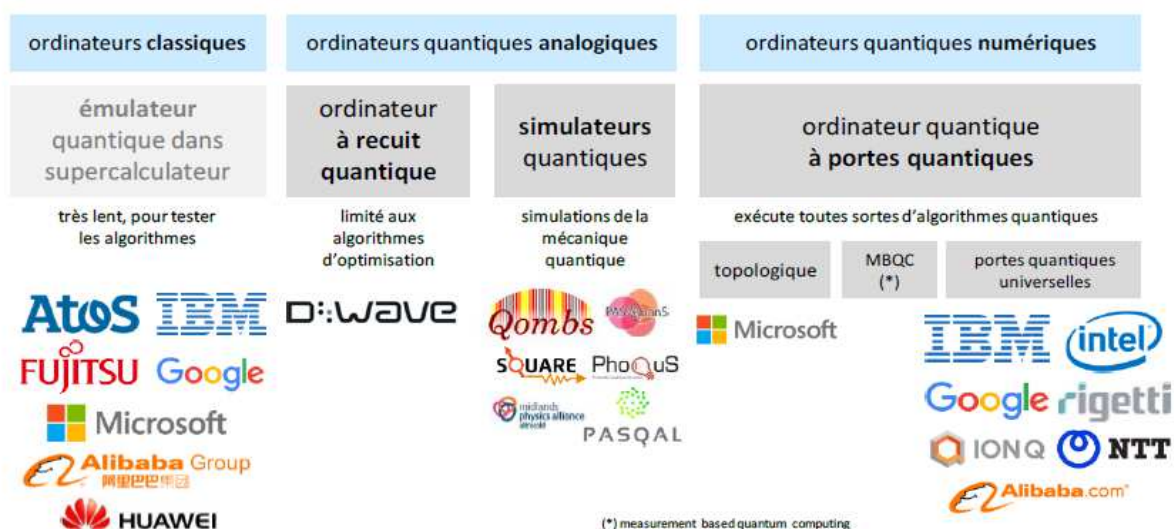 ordinateurs classiques
ordinateurs quantiques analogiques
ordinateurs quantiques numériques
émulateur
quantique dans
supercalculateur
ordinateur
à recuit
quantique
simulateurs
quantiques
ordinateur quantique
à portes quantiques
très lent, pour tester
les algorithmes
limité aux
algorithmes
d'optimisation
simulations de la
mécanique
quantique
exécute toutes sortes d'algorithmes quantiques
topologique
MBQC
(*)
portes quantiques
universelles
Atos
IBM
FUJITSU
Google
Microsoft
Alibaba Group
阿里巴巴集团
HUAWEI
D:wave
Qombs
PASQuanS
SQUARE
PhoQuS
midlands
physics alliance
PASQAL
Microsoft
IBM
intel
Google
rigetti
IONQ
NTT
Alibaba.com
(*) measurement based quantum computing